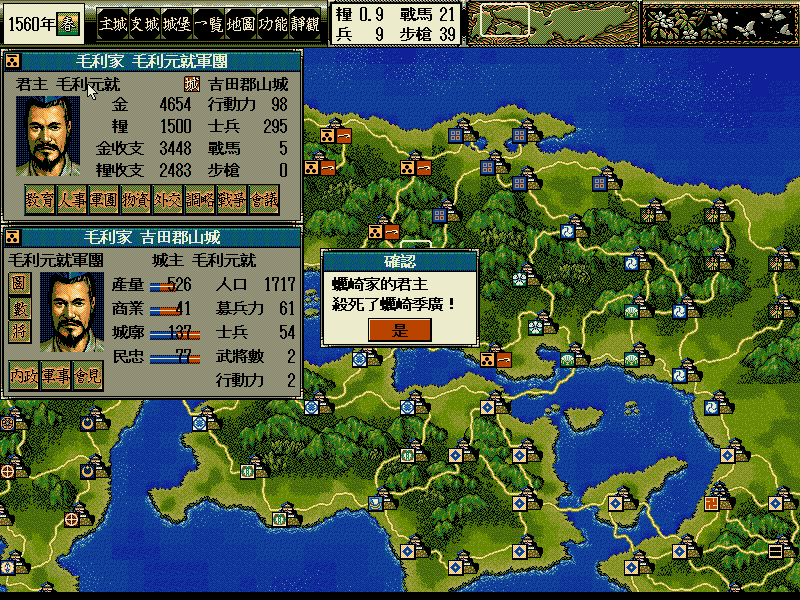 1560年 春 主城 支城 城堡 一覧 地圖 功能 靜觀
糧 0.9 戰馬 21
兵 9 步槍 39
毛利家 毛利元就軍團
君主 毛利元就 城 吉田郡山城
金 4654 行動力 98
糧 1500 士兵 295
金收支 3448 戰馬 5
糧收支 2483 步槍 0
教育 人事 軍團 物資 外交 調略 戰爭 會議
毛利家 吉田郡山城
毛利元就軍團 城主 毛利元就
圖 產量 526 人口 1717
數 商業 41 募兵力 61
將 城廓 137 士兵 54
民忠 77 武將數 2
內政 軍事 會見 行動力 2
確認
蠣崎家的君主
殺死了蠣崎季廣！
是